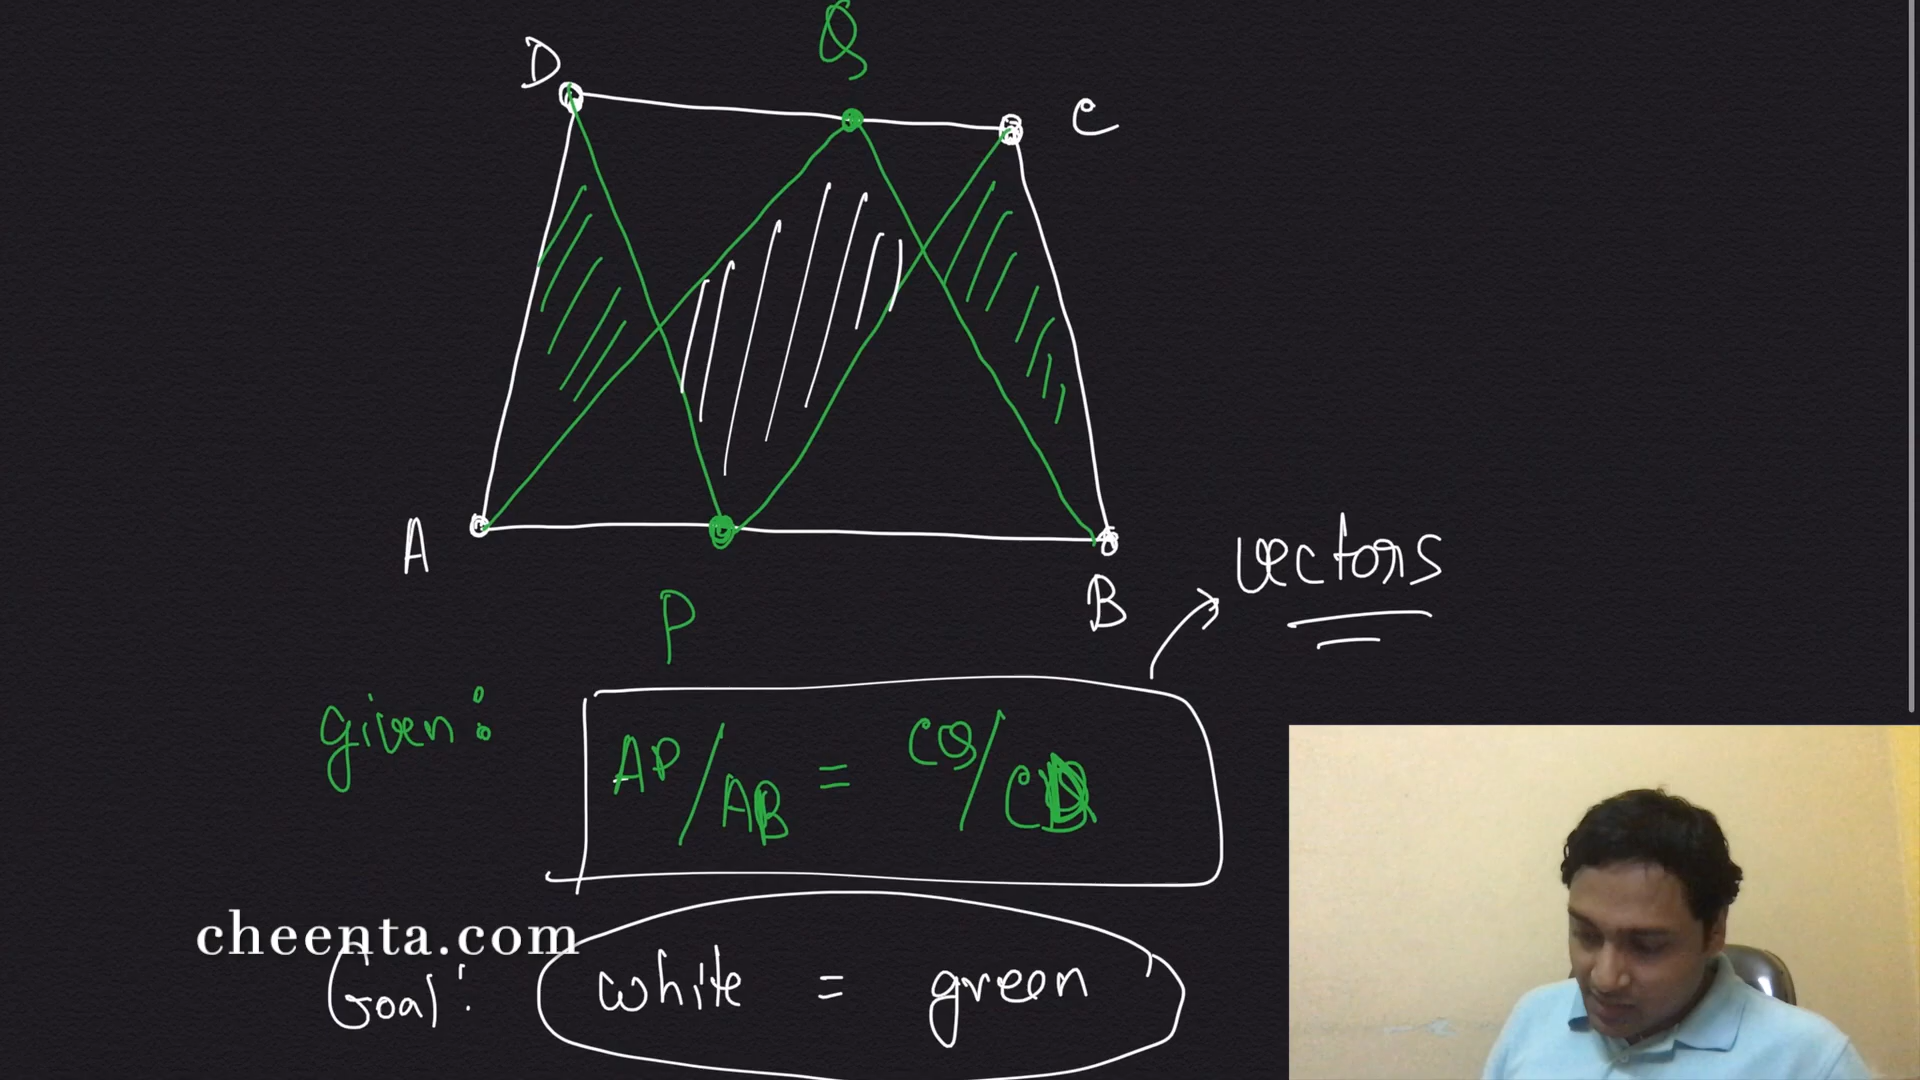 Q
D
C
A
B
P
vectors
given:
AP/AB = CQ/CD
cheenta.com
Goal: white = green